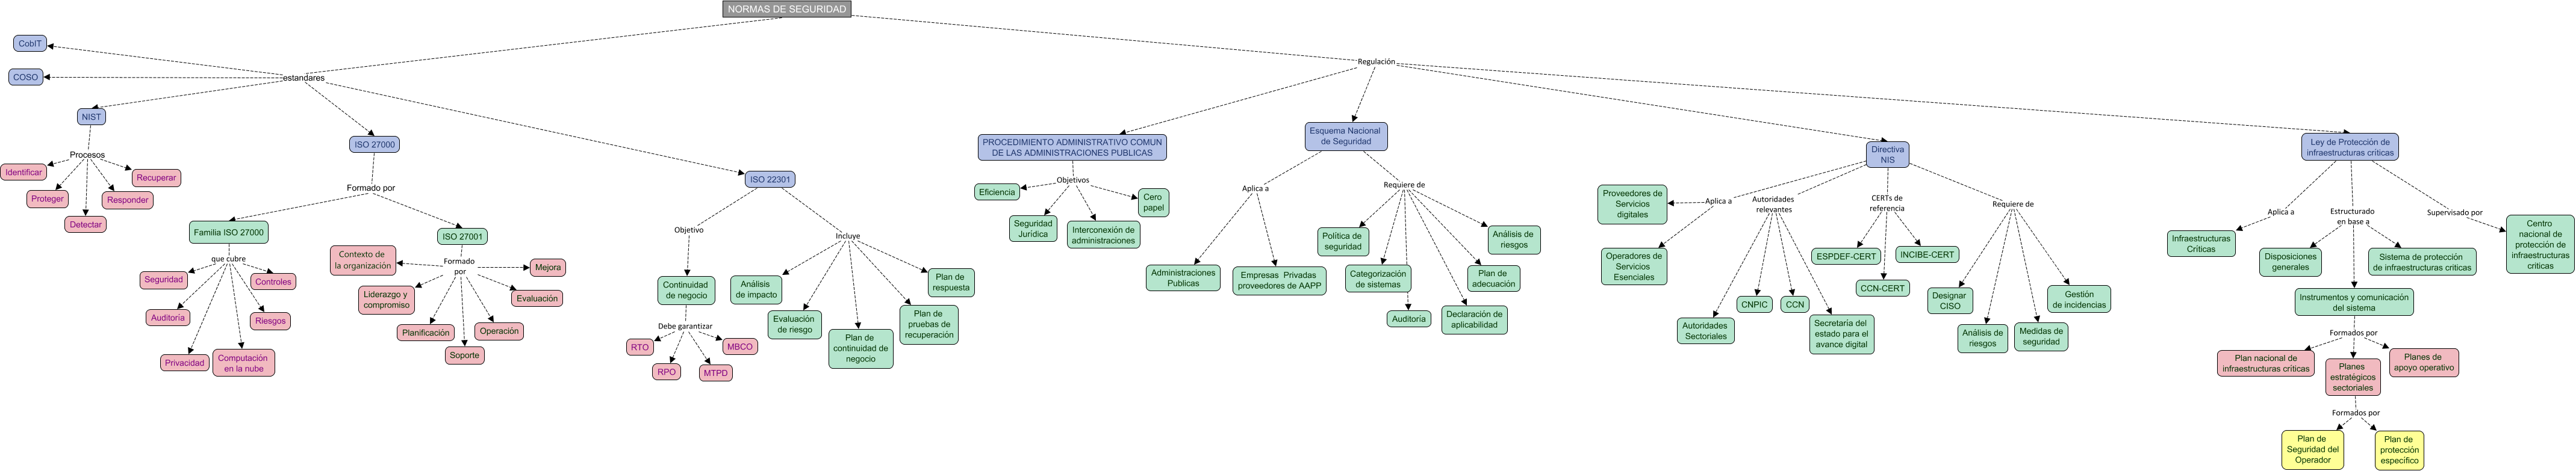 NORMAS DE SEGURIDAD
CobIT
COSO
estandares
NIST
Procesos
Identificar
Proteger
Detectar
Responder
Recuperar
ISO 27000
Formado por
Familia ISO 27000
que cubre
Seguridad
Auditoría
Privacidad
Computación
en la nube
Riesgos
Controles
ISO 27001
Formado
por
Contexto de
la organización
Liderazgo y
compromiso
Planificación
Soporte
Operación
Evaluación
Mejora
ISO 22301
Objetivo
Continuidad
de negocio
Debe garantizar
RTO
RPO
MTPD
MBCO
Incluye
Análisis
de impacto
Evaluación
de riesgo
Plan de
continuidad de
negocio
Plan de
pruebas de
recuperación
Plan de
respuesta
Regulación
PROCEDIMIENTO ADMINISTRATIVO COMUN
DE LAS ADMINISTRACIONES PUBLICAS
Objetivos
Eficiencia
Seguridad
Jurídica
Interconexión de
administraciones
Cero
papel
Esquema Nacional
de Seguridad
Aplica a
Administraciones
Publicas
Empresas Privadas
proveedores de AAPP
Requiere de
Política de
seguridad
Categorización
de sistemas
Auditoría
Declaración de
aplicabilidad
Plan de
adecuación
Análisis de
riesgos
Directiva
NIS
Aplica a
Proveedores de
Servicios
digitales
Operadores de
Servicios
Esenciales
Autoridades
relevantes
Autoridades
Sectoriales
CNPIC
CCN
Secretaria del
estado para el
avance digital
CERTs de
referencia
ESPDEF-CERT
CCN-CERT
INCIBE-CERT
Requiere de
Designar
CISO
Análisis de
riesgos
Medidas de
seguridad
Gestión
de incidencias
Ley de Protección de
infraestructuras críticas
Aplica a
Infraestructuras
Críticas
Estructurado
en base a
Disposiciones
generales
Instrumentos y comunicación
del sistema
Sistema de protección
de infraestructuras criticas
Supervisado por
Centro
nacional de
protección de
infraestructuras
criticas
Formados por
Plan nacional de
infraestructuras críticas
Planes
estratégicos
sectoriales
Planes de
apoyo operativo
Formados por
Plan de
Seguridad del
Operador
Plan de
protección
específico